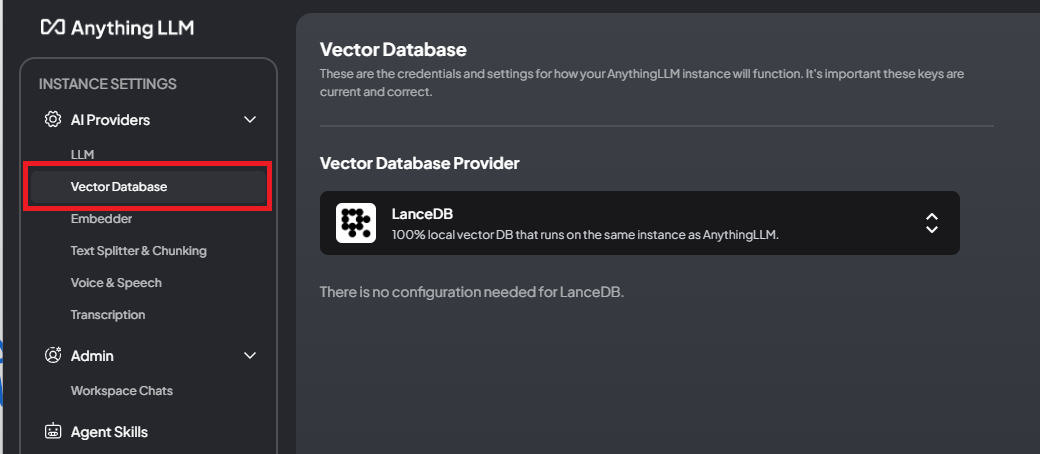 Anything LLM
INSTANCE SETTINGS
AI Providers
LLM
Vector Database
Embedder
Text Splitter & Chunking
Voice & Speech
Transcription
Admin
Workspace Chats
Agent Skills
Vector Database
These are the credentials and settings for how your AnythingLLM instance will function. It's important these keys are
current and correct.
Vector Database Provider
LanceDB
100% local vector DB that runs on the same instance as AnythingLLM.
There is no configuration needed for LanceDB.